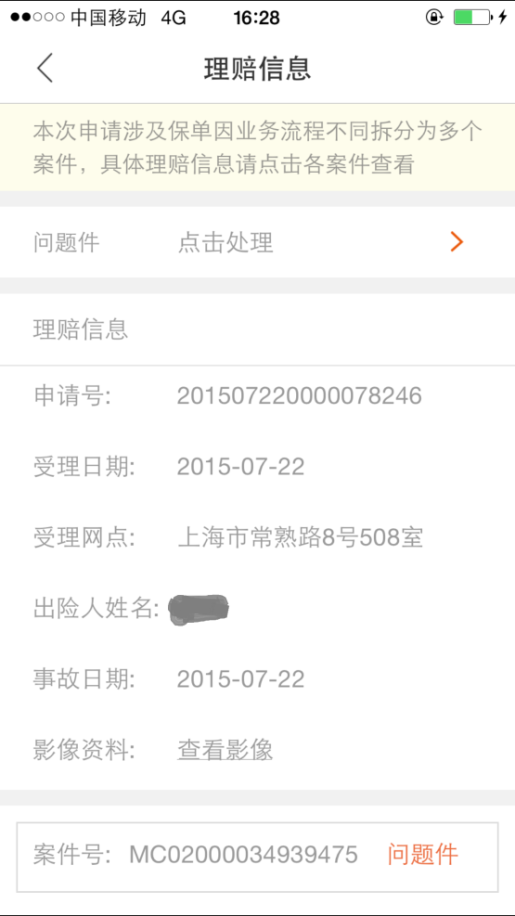 中国移动 4G 16:28
理赔信息
本次申请涉及保单因业务流程不同拆分为多个
案件，具体理赔信息请点击各案件查看
问题件 点击处理
理赔信息
申请号: 201507220000078246
受理日期: 2015-07-22
受理网点: 上海市常熟路8号508室
出险人姓名:
事故日期: 2015-07-22
影像资料: 查看影像
案件号: MC02000034939475 问题件